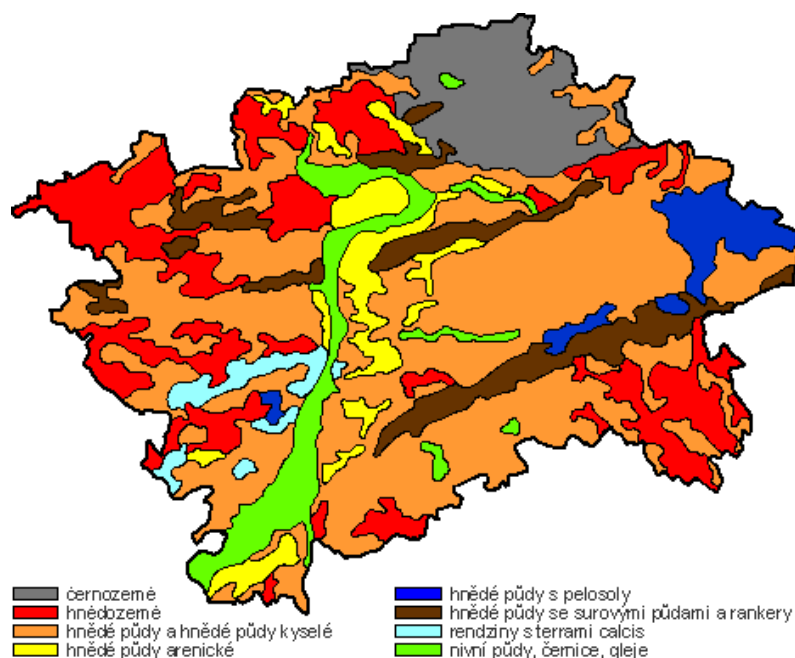 černozemě
hnědozemě
hnědé půdy a hnědé půdy kyselé
hnědé půdy arenické
hnědé půdy s pelosoly
hnědé půdy se surovými půdami a rankery
rendziny s terrami calcis
nivní půdy, černice, gleje